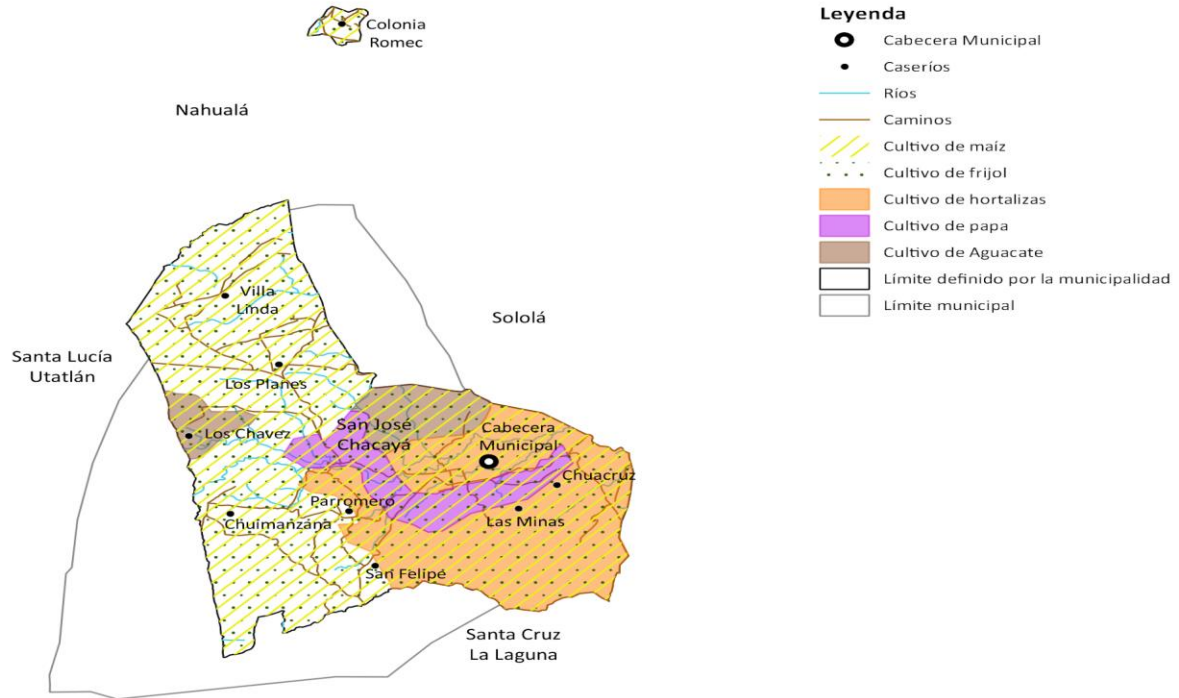 Colonia
Romec
Nahualá
Villa
Linda
Sololá
Santa Lucía
Utatlán
Los Planes
Los Chavez
San José
Chacayá
Cabecera
Municipal
Chuacruz
Parromero
Las Minas
Chuimanzana
San Felipe
Santa Cruz
La Laguna
Leyenda
Cabecera Municipal
Caseríos
Ríos
Caminos
Cultivo de maíz
Cultivo de frijol
Cultivo de hortalizas
Cultivo de papa
Cultivo de Aguacate
Límite definido por la municipalidad
Límite municipal